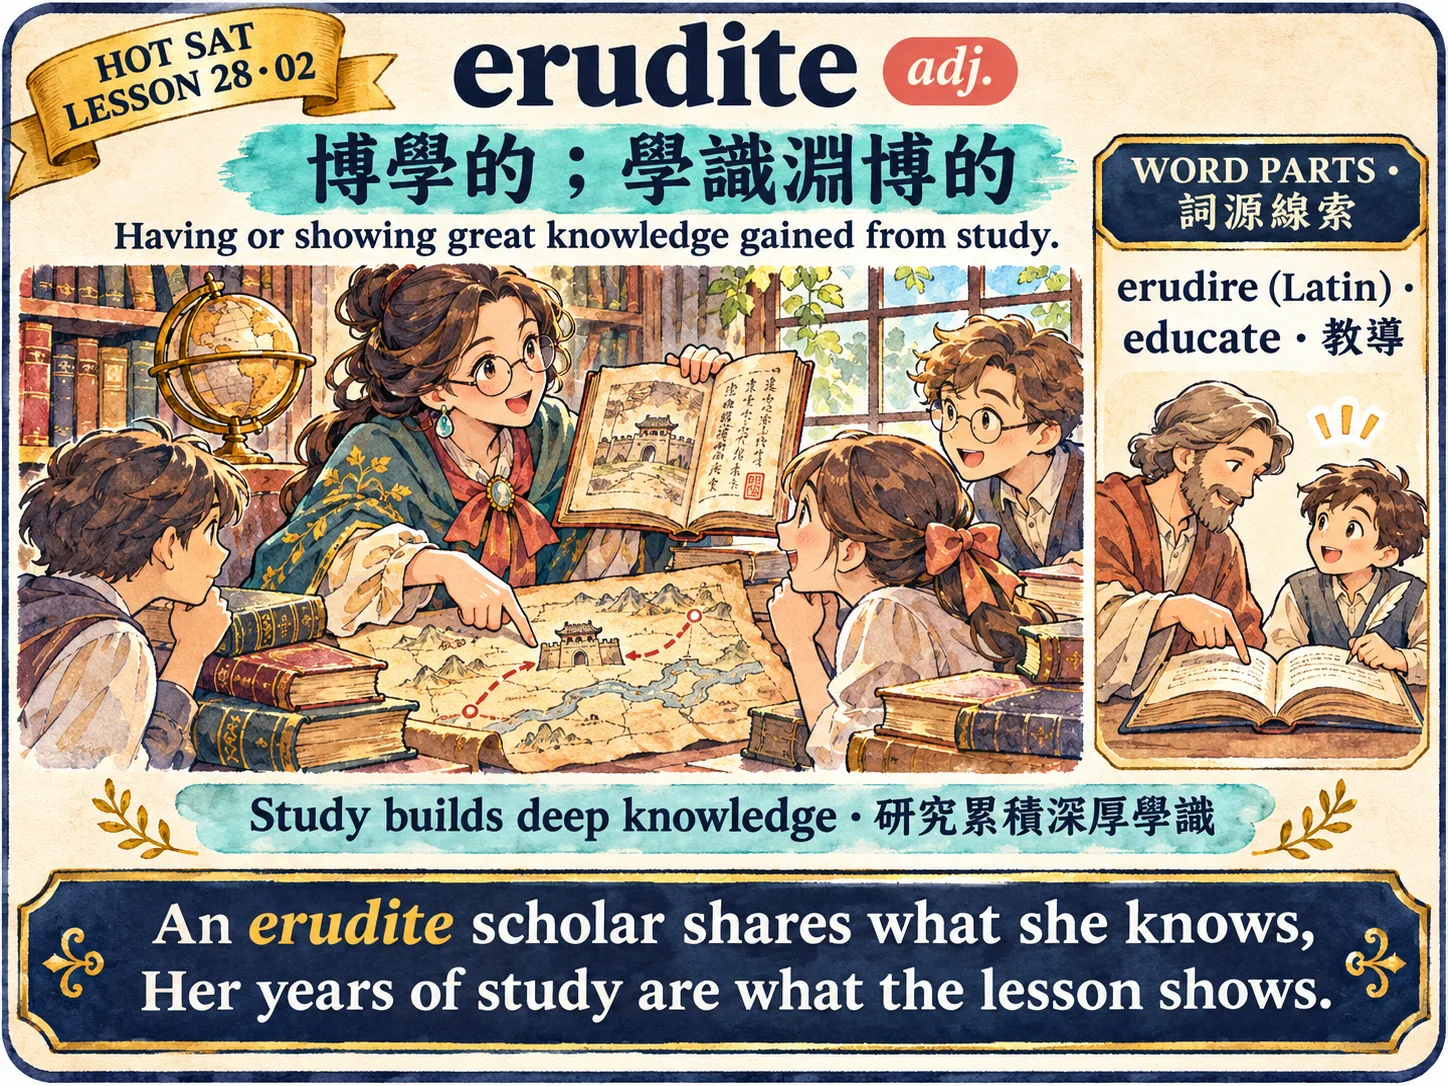 HOT SAT
LESSON 28 • 02
erudite adj.
博學的；學識淵博的
Having or showing great knowledge gained from study.
WORD PARTS •
詞源線索
erudire (Latin) •
educate • 教導
Study builds deep knowledge • 研究累積深厚學識
An erudite scholar shares what she knows,
Her years of study are what the lesson shows.